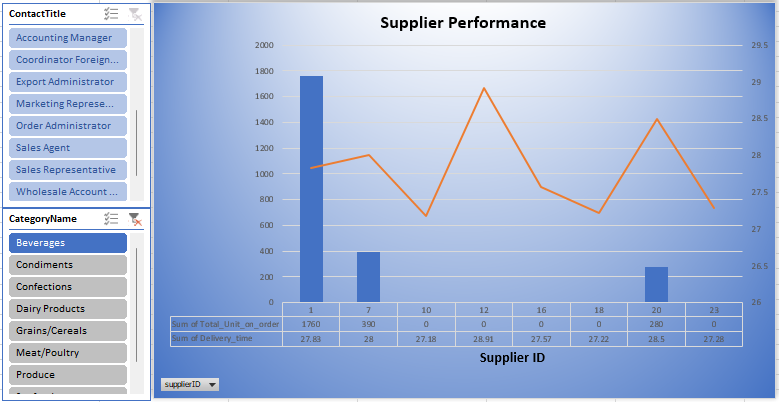 ContactTitle
Accounting Manager
Coordinator Foreign...
Export Administrator
Marketing Represe...
Order Administrator
Sales Agent
Sales Representative
Wholesale Account ...
CategoryName
Beverages
Condiments
Confections
Dairy Products
Grains/Cereals
Meat/Poultry
Produce
Supplier Performance
2000
1800
1600
1400
1200
1000
800
600
400
200
0
29.5
29
28.5
28
27.5
27
26.5
26
1 7 10 12 16 18 20 23
Sum of Total_Unit_on_order 1760 390 0 0 0 0 280 0
Sum of Delivery_time 27.83 28 27.18 28.91 27.57 27.22 28.5 27.28
Supplier ID
supplierID